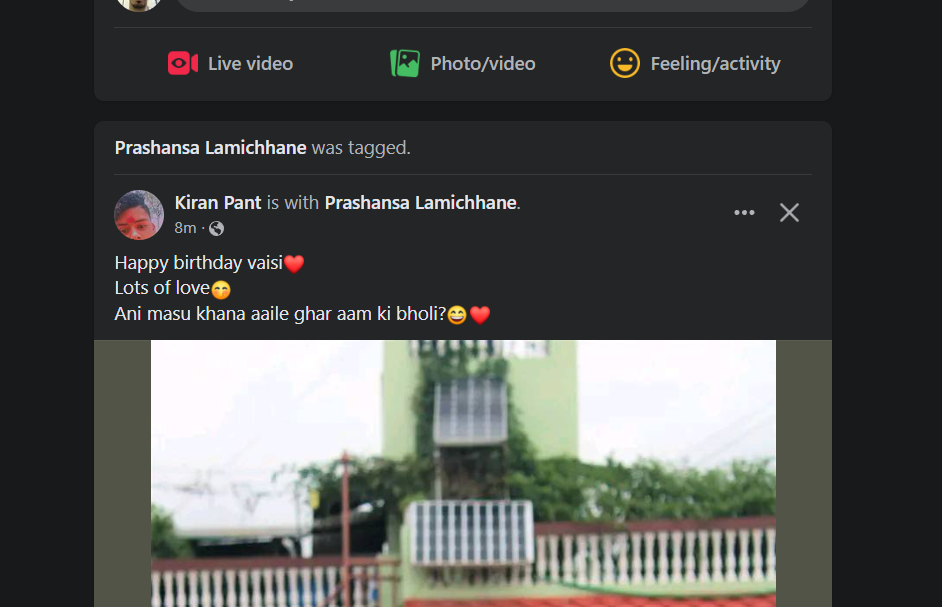 Live video
Photo/video
Feeling/activity
Prashansa Lamichhane was tagged.
Kiran Pant is with Prashansa Lamichhane.
8m ·
Happy birthday vaisi❤️
Lots of love🤭
Ani masu khana aaile ghar aam ki bholi?😄❤️